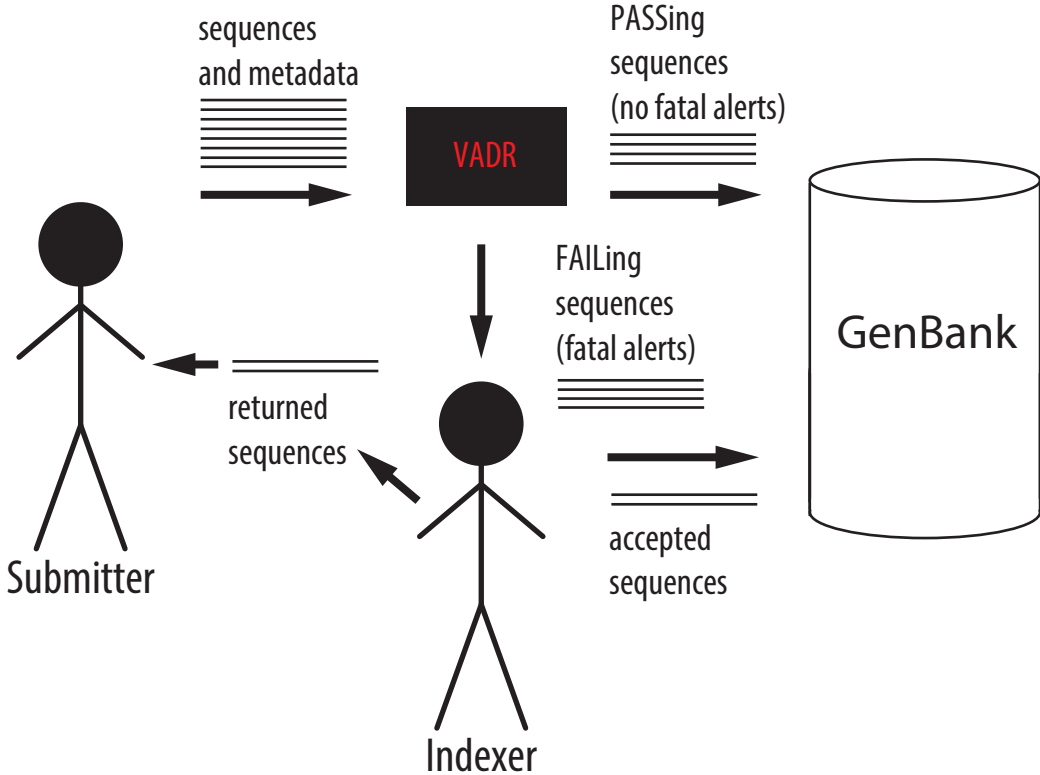 sequences
and metadata
PASSing
sequences
(no fatal alerts)
VADR
FAILing
sequences
(fatal alerts)
GenBank
returned
sequences
accepted
sequences
Submitter
Indexer